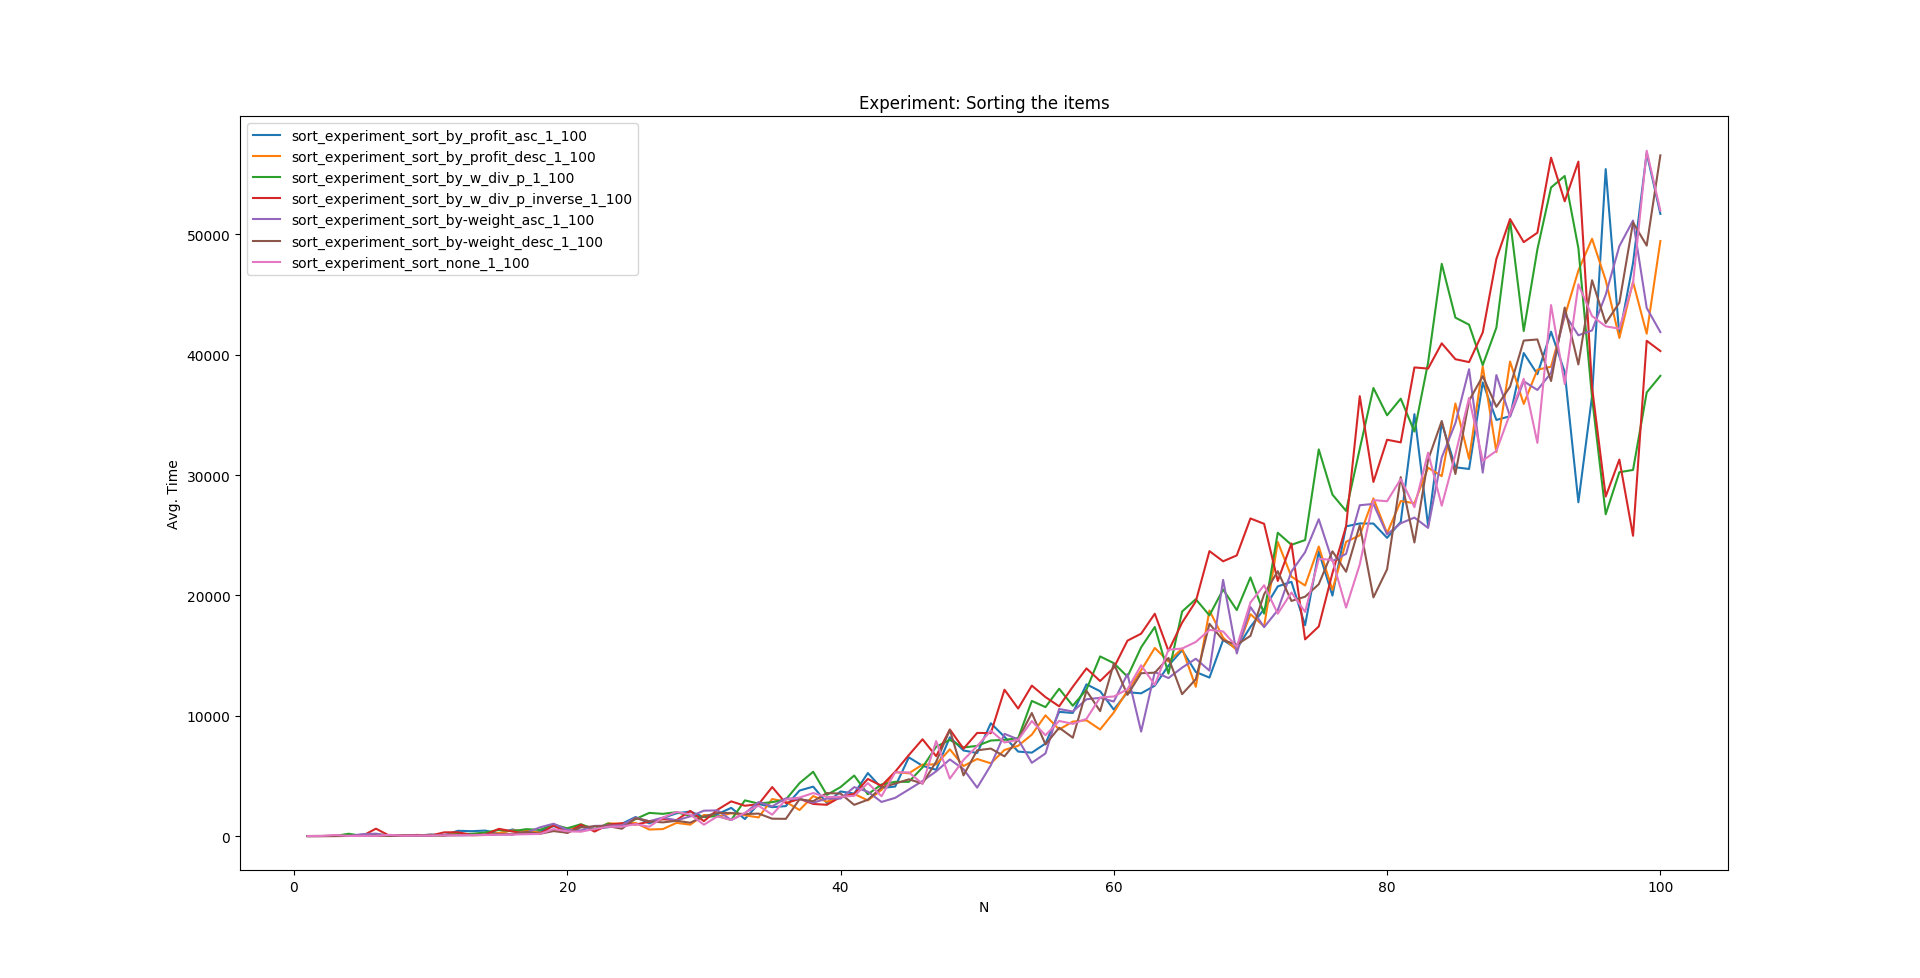 Experiment: Sorting the items
sort_experiment_sort_by_profit_asc_1_100
sort_experiment_sort_by_profit_desc_1_100
sort_experiment_sort_by_w_div_p_1_100
sort_experiment_sort_by_w_div_p_inverse_1_100
sort_experiment_sort_by-weight_asc_1_100
sort_experiment_sort_by-weight_desc_1_100
sort_experiment_sort_none_1_100
50000
40000
30000
20000
10000
0
Avg. Time
0 20 40 60 80 100
N